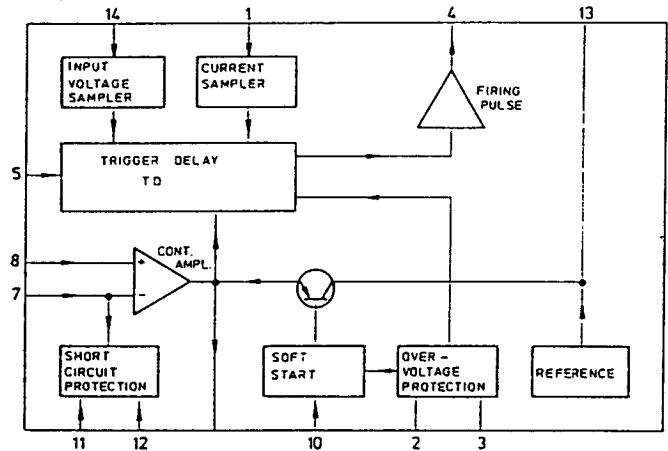 14
1
4
13
INPUT
VOLTAGE
SAMPLER
CURRENT
SAMPLER
FIRING
PULSE
TRIGGER DELAY
TD
5
8
+
CONT.
AMPL.
7
-
SHORT
CIRCUIT
PROTECTION
SOFT
START
OVER-
VOLTAGE
PROTECTION
REFERENCE
11
12
10
2
3